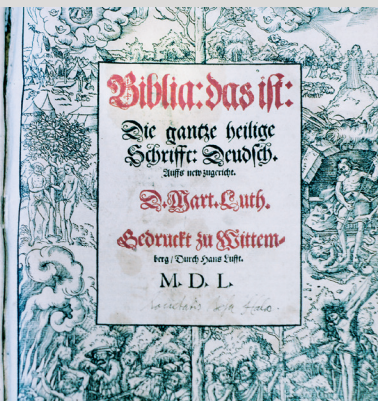 Biblia: das ist:
Die gantze heilige
Schrifft: Deudsch.
Auffs new zugericht.
D. Mart. Luth.
Gedruckt zu Wittem-
berg / Durch Hans Lufft.
M. D. L.